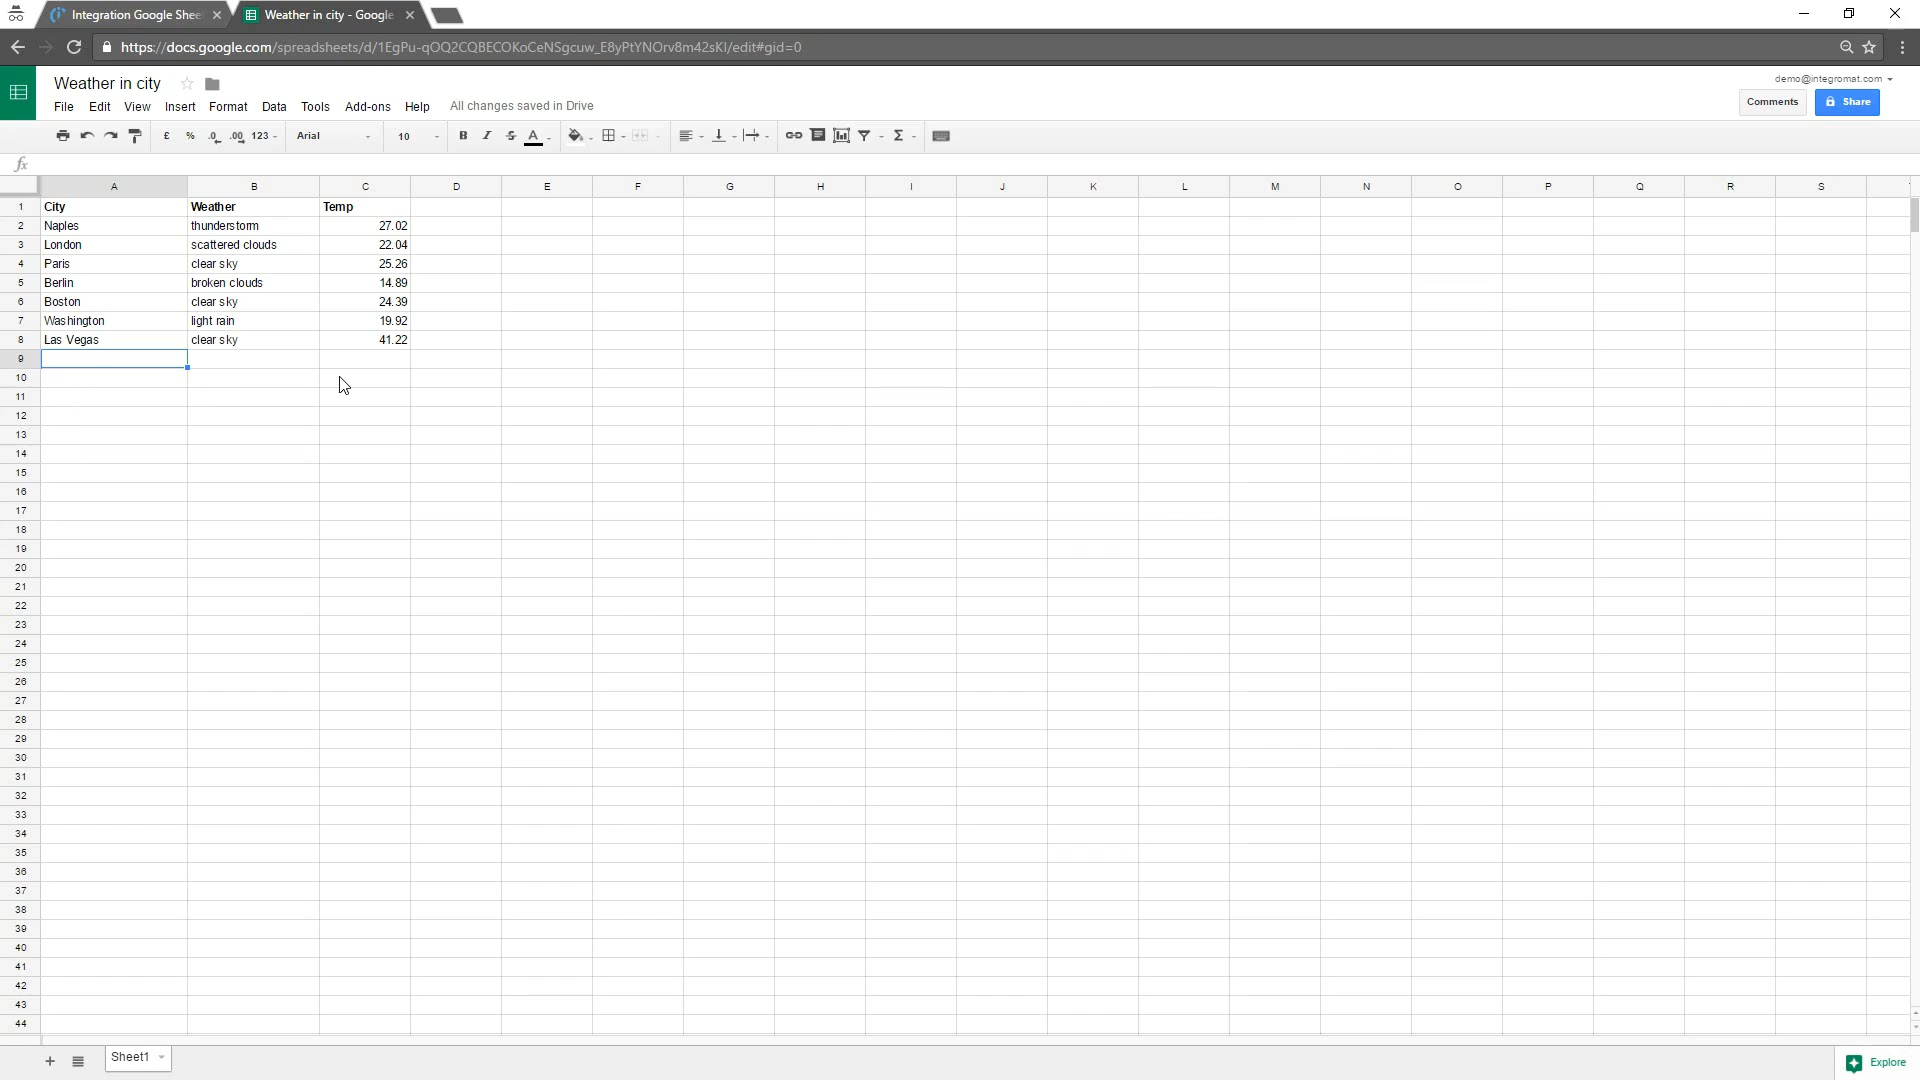 Integration Google Shee
Weather in city - Google
https://docs.google.com/spreadsheets/d/1EgPu-qOQ2CQBECOKoCeNSgcuw_E8yPtYNOrv8m42sKI/edit#gid=0
Weather in city
demo@integromat.com
File Edit View Insert Format Data Tools Add-ons Help All changes saved in Drive
Comments Share
£ % .0 .00 123 Arial 10 B I S A Σ
fx
A B C D E F G H I J K L M N O P Q R S
1 City Weather Temp
2 Naples thunderstorm 27.02
3 London scattered clouds 22.04
4 Paris clear sky 25.26
5 Berlin broken clouds 14.89
6 Boston clear sky 24.39
7 Washington light rain 19.92
8 Las Vegas clear sky 41.22
9
10
11
12
13
14
15
16
17
18
19
20
21
22
23
24
25
26
27
28
29
30
31
32
33
34
35
36
37
38
39
40
41
42
43
44
+ Sheet1 Explore